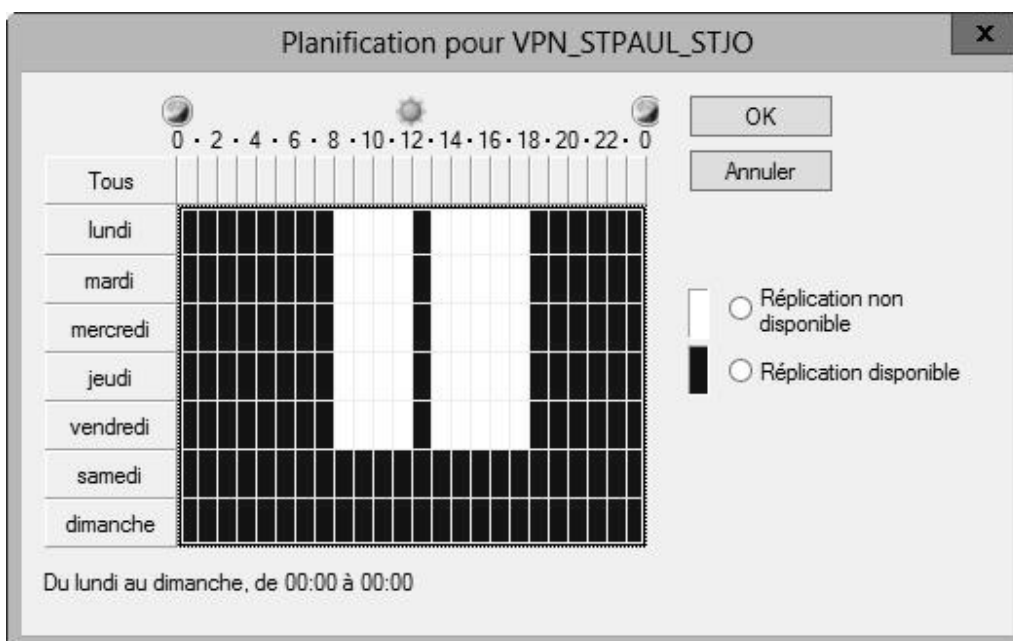 Planification pour VPN_STPAUL_STJO
x
0 · 2 · 4 · 6 · 8 · 10 · 12 · 14 · 16 · 18 · 20 · 22 · 0
OK
Annuler
Tous
lundi
mardi
mercredi
jeudi
vendredi
samedi
dimanche
Réplication non
disponible
Réplication disponible
Du lundi au dimanche, de 00:00 à 00:00